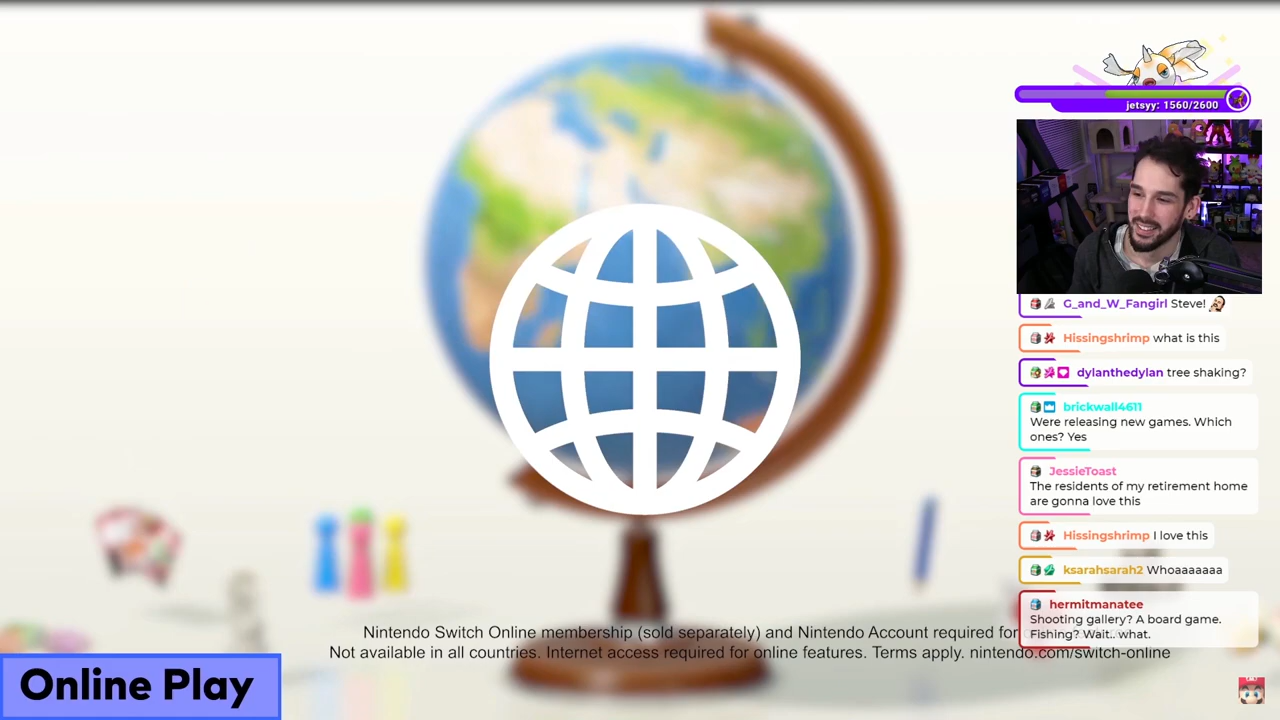 jetsyy: 1560/2600
G_and_W_Fangirl Steve!
Hissingshrimp what is this
dylanthedylan tree shaking?
brickwall4611
Were releasing new games. Which
ones? Yes
JessieToast
The residents of my retirement home
are gonna love this
Hissingshrimp I love this
ksarahsarah2 Whoaaaaaaa
hermitmanatee
Shooting gallery? A board game.
Fishing? Wait.. what.
Nintendo Switch Online membership (sold separately) and Nintendo Account required for
Not available in all countries. Internet access required for online features. Terms apply. nintendo.com/switch-online
Online Play